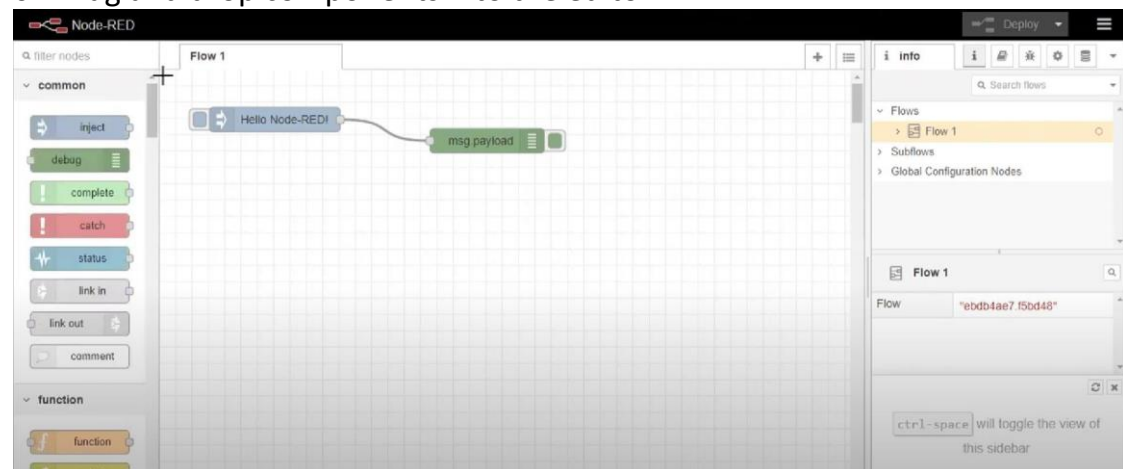 Node-RED
Deploy
filter nodes
Flow 1
info
i
Search flows
common
inject
debug
complete
catch
status
link in
link out
comment
function
function
Hello Node-RED!
msg.payload
Flows
Flow 1
Subflows
Global Configuration Nodes
Flow 1
Flow "ebdb4ae7.f5bd48"
ctrl-space will toggle the view of
this sidebar